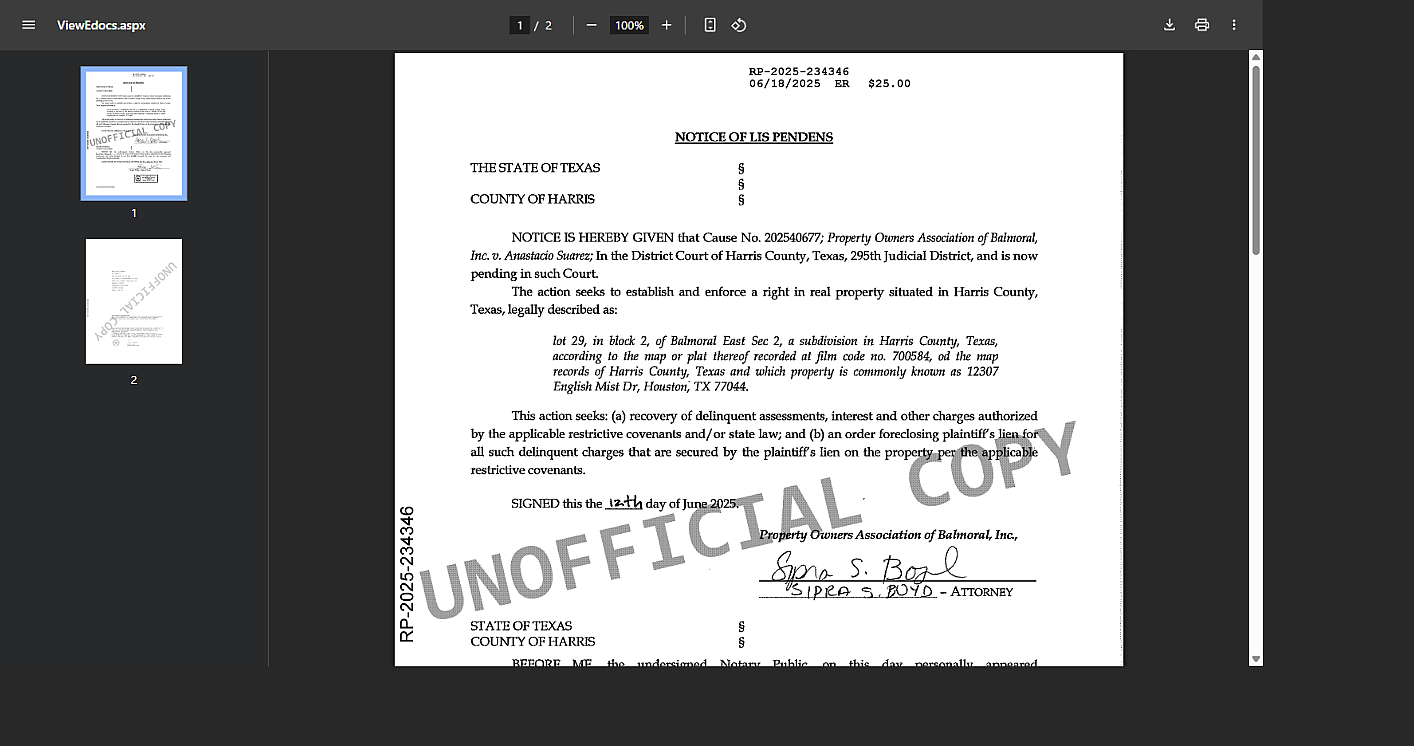 ViewEdocs.aspx
1 / 2
100%
1
2
RP-2025-234346
06/18/2025 ER $25.00
NOTICE OF LIS PENDENS
THE STATE OF TEXAS §
§
COUNTY OF HARRIS §
NOTICE IS HEREBY GIVEN that Cause No. 202540677; Property Owners Association of Balmoral,
Inc. v. Anastacio Suarez; In the District Court of Harris County, Texas, 295th Judicial District, and is now
pending in such Court.
The action seeks to establish and enforce a right in real property situated in Harris County,
Texas, legally described as:
lot 29, in block 2, of Balmoral East Sec 2, a subdivision in Harris County, Texas,
according to the map or plat thereof recorded at film code no. 700584, od the map
records of Harris County, Texas and which property is commonly known as 12307
English Mist Dr, Houston, TX 77044.
This action seeks: (a) recovery of delinquent assessments, interest and other charges authorized
by the applicable restrictive covenants and/or state law; and (b) an order foreclosing plaintiff's lien for
all such delinquent charges that are secured by the plaintiff's lien on the property per the applicable
restrictive covenants.
SIGNED this the 12th day of June 2025.
Property Owners Association of Balmoral, Inc.,
Sipra S. Boyd
SIPRA S. BOYD - ATTORNEY
STATE OF TEXAS §
COUNTY OF HARRIS §
BEFORE ME the undersigned Notary Public on this day personally appeared
RP-2025-234346
UNOFFICIAL COPY
UNOFFICIAL COPY
UNOFFICIAL COPY